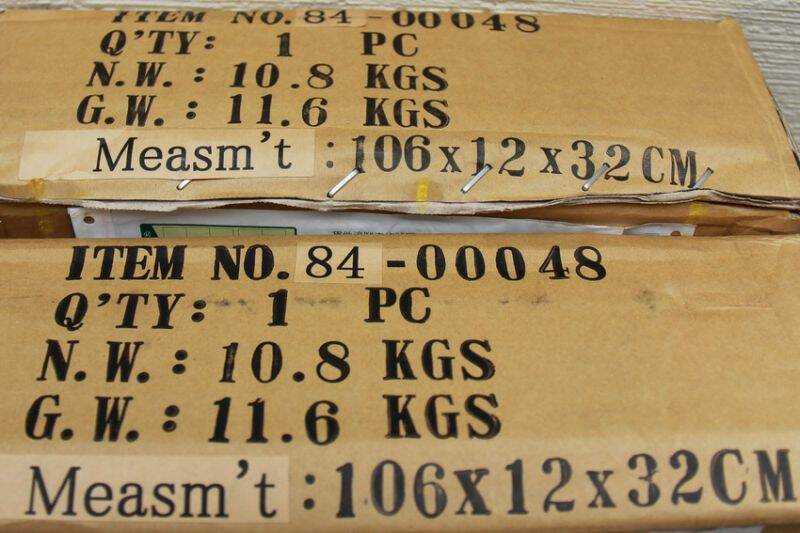 ITEM NO. 84-00048
Q'TY: 1 PC
N.W.: 10.8 KGS
G.W.: 11.6 KGS
Measm't :106x12x32CM
ITEM NO. 84-00048
Q'TY: 1 PC
N.W.: 10.8 KGS
G.W.: 11.6 KGS
Measm't :106x12x32CM